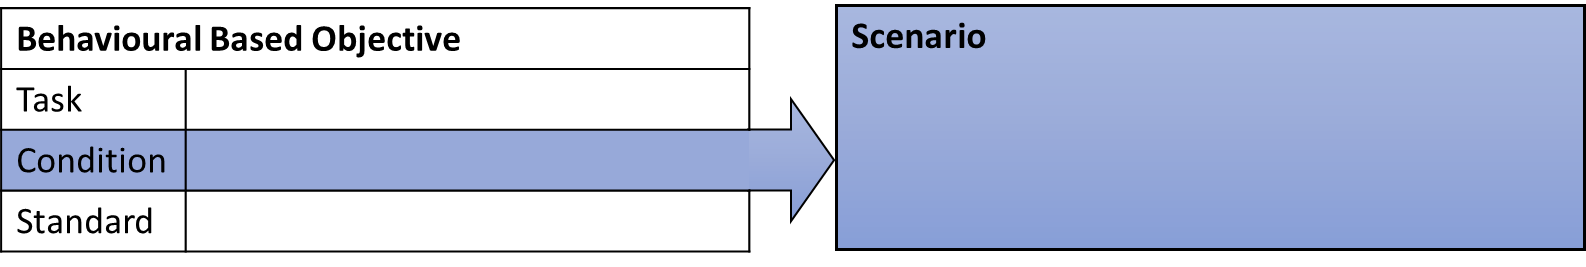 Behavioural Based Objective
Task
Condition
Standard
Scenario